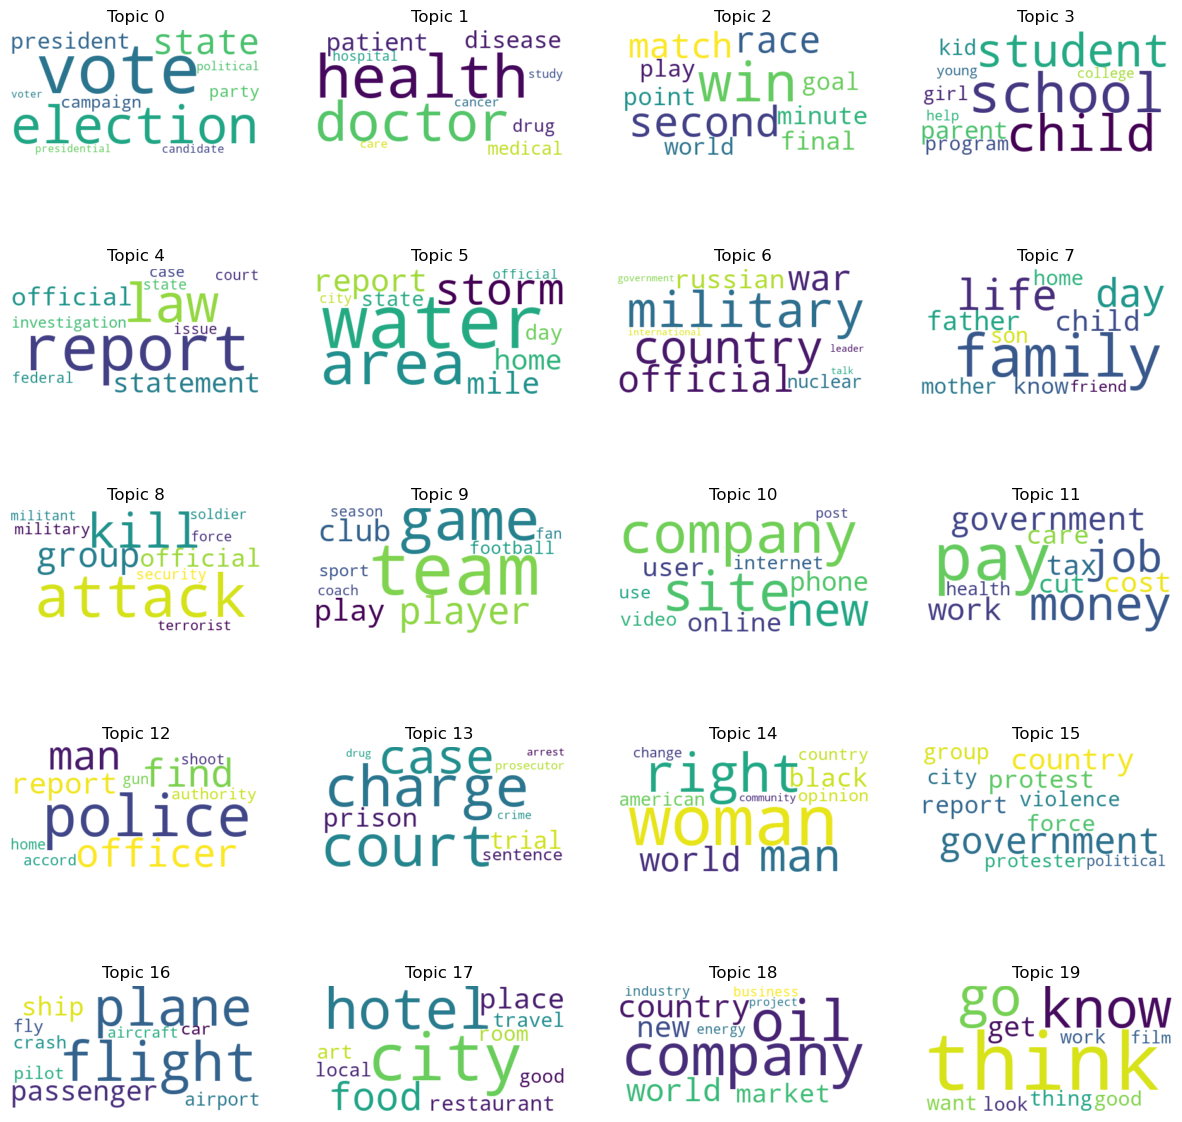 Topic 0 Topic 1 Topic 2 Topic 3
president state
vote
political
voter campaign party
election
presidential candidate
patient disease
hospital
health study
cancer
doctor drug
care medical
match race
play win goal
point
second minute
world final
kid student
young college
girl school
help
parent child
program
Topic 4 Topic 5 Topic 6 Topic 7
case court
state
official law
investigation issue
report
federal statement
report official
city state storm
water day
area home
mile
government russian war
military
international
country leader
talk
official nuclear
life home day
father child
son
family
mother know friend
Topic 8 Topic 9 Topic 10 Topic 11
militant kill soldier
military force
group official
security
attack
terrorist
season game
club fan
football
sport team
coach
play player
company post
user internet
use site phone
video online new
government
pay care job
tax
health cut cost
work money
Topic 12 Topic 13 Topic 14 Topic 15
man shoot
report gun find
authority
police
home
accord officer
drug case arrest
prosecutor
charge
prison crime
court trial
sentence
change right country
black
american community opinion
woman
world man
group country
city protest
report violence
force
government
protester political
Topic 16 Topic 17 Topic 18 Topic 19
ship plane
fly aircraft car
crash
pilot flight
passenger airport
hotel place
travel
art city room
local good
food restaurant
industry business
country project oil
new energy
company
world market
go know
get work film
think
want look thing good